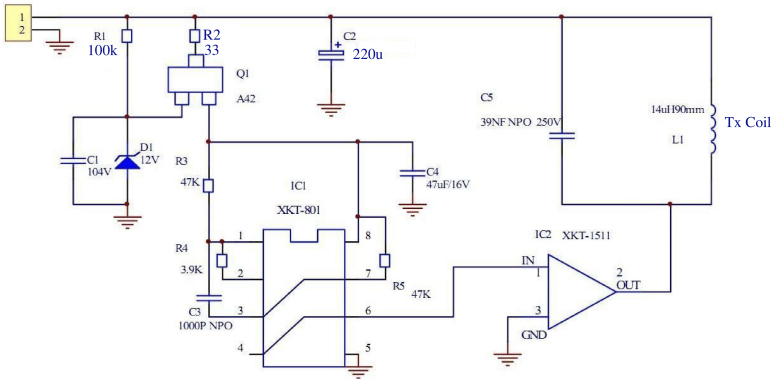 1
2
R1
100k
R2
33
C2
+
220u
Q1
A42
C5
39NF NPO 250V
14uH90mm
L1
Tx Coil
C1
104V
D1
12V
R3
47K
C4
47uF/16V
IC1
XKT-801
1
8
R4
3.9K
2
7
R5
47K
C3
1000P NPO
3
6
4
5
IC2 XKT-1511
IN
1
2
OUT
3
GND